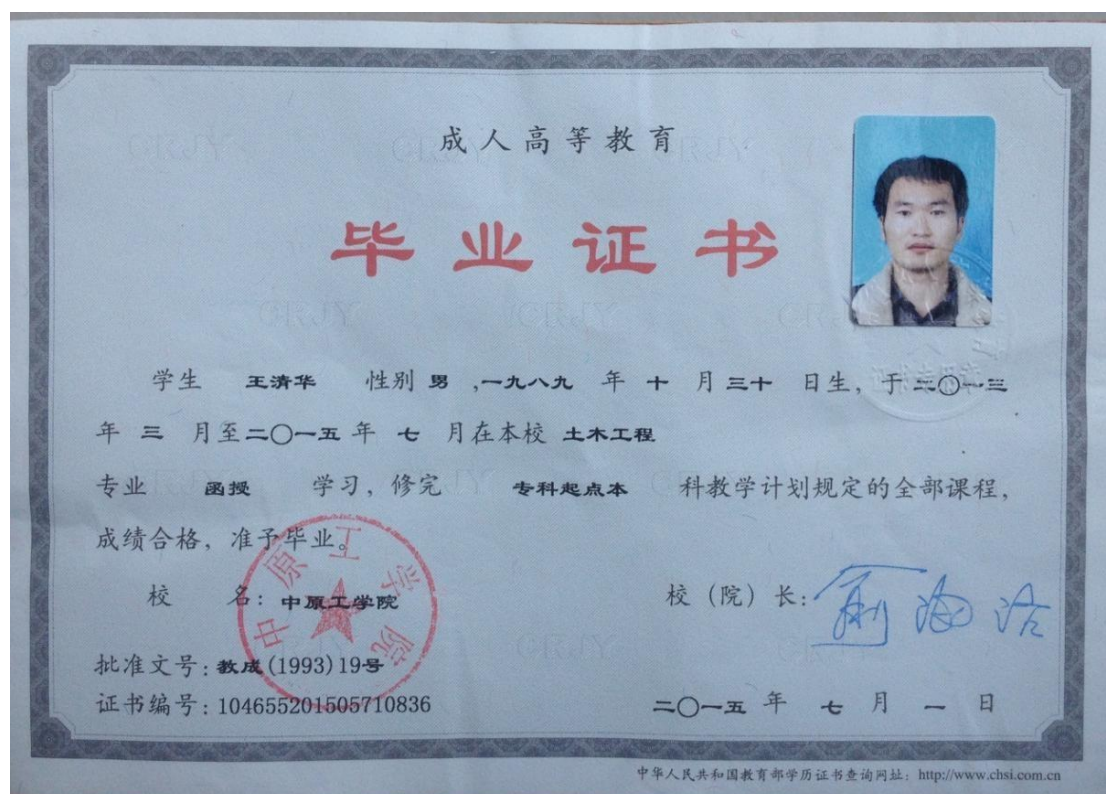 成人高等教育
毕业证书
学生 王清华 性别 男 ,一九八九 年 十 月 三十 日生, 于 二〇一三
年 三 月至 二〇一五 年 七 月在本校 土木工程
专业 函授 学习, 修完 专科起点本 科教学计划规定的全部课程,
成绩合格, 准予毕业。
校 名: 中原工学院
校(院)长:
中原工学院
批准文号: 教成(1993)19号
证书编号: 104655201505710836
二〇一五 年 七 月 一 日
中华人民共和国教育部学历证书查询网址: http://www.chsi.com.cn